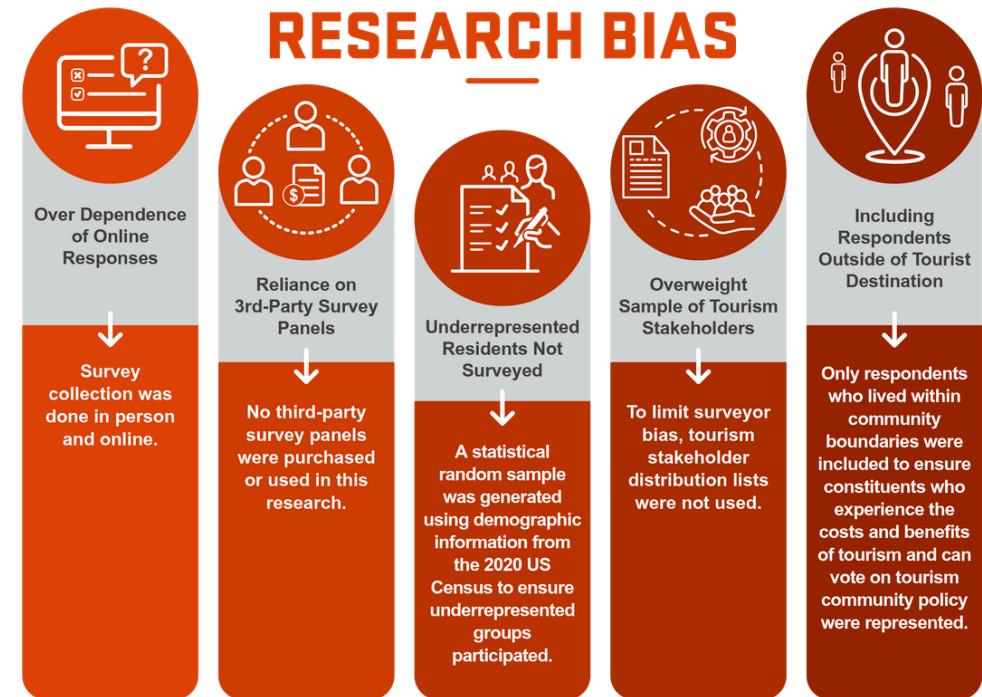 RESEARCH BIAS
?
Over Dependence
of Online
Responses
Survey
collection was
done in person
and online.
$
Reliance on
3rd-Party Survey
Panels
No third-party
survey panels
were purchased
or used in this
research.
Underrepresented
Residents Not
Surveyed
A statistical
random sample
was generated
using demographic
information from
the 2020 US
Census to ensure
underrepresented
groups
participated.
Overweight
Sample of Tourism
Stakeholders
To limit surveyor
bias, tourism
stakeholder
distribution lists
were not used.
Including
Respondents
Outside of Tourist
Destination
Only respondents
who lived within
community
boundaries were
included to ensure
constituents who
experience the
costs and benefits
of tourism and can
vote on tourism
community policy
were represented.